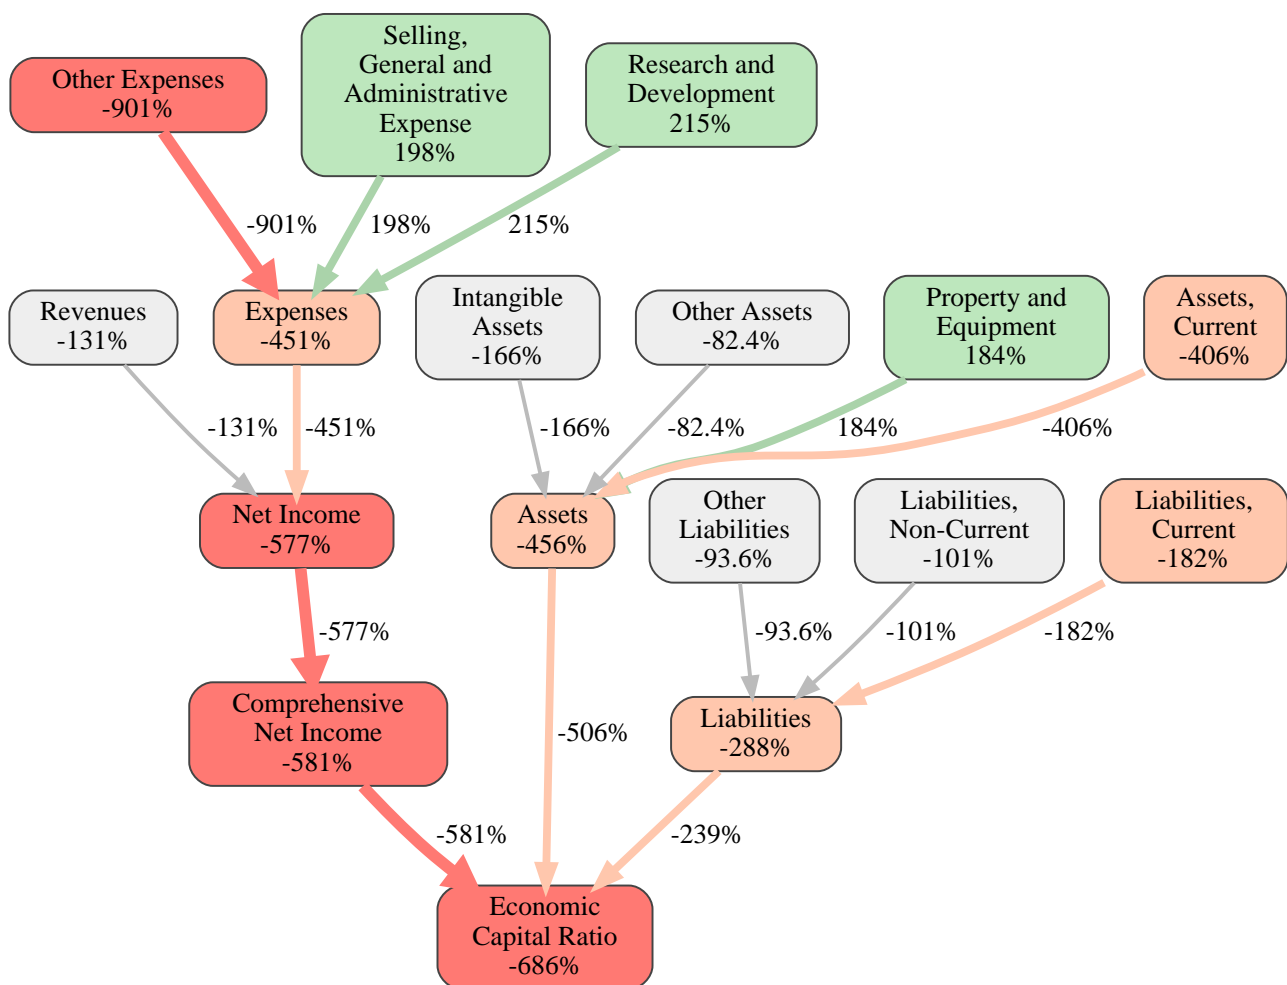 Selling,
General and
Administrative
Expense
198%
Other Expenses
-901%
Research and
Development
215%
-901%
198%
215%
Revenues
-131%
Expenses
-451%
Intangible
Assets
-166%
Other Assets
-82.4%
Property and
Equipment
184%
Assets,
Current
-406%
-131%
-451%
-166%
-82.4%
184%
-406%
Net Income
-577%
Assets
-456%
Other
Liabilities
-93.6%
Liabilities,
Non-Current
-101%
Liabilities,
Current
-182%
-577%
-93.6%
-101%
-182%
Comprehensive
Net Income
-581%
-506%
Liabilities
-288%
-581%
-239%
Economic
Capital Ratio
-686%